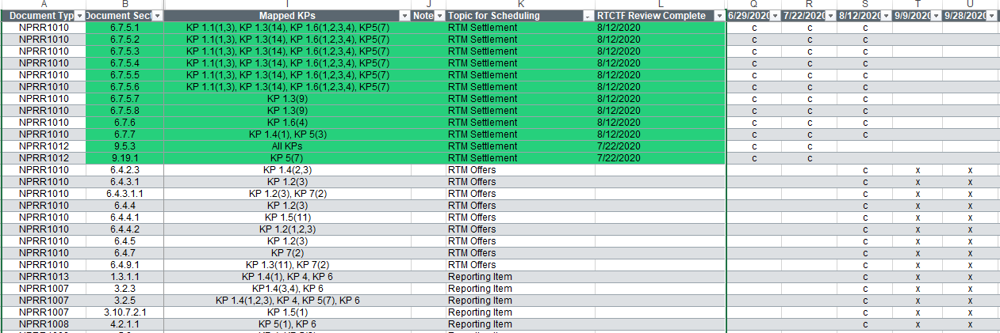 A B I J K L Q R S T U
Document Typ Document Sect Mapped KPs Note Topic for Scheduling RTCTF Review Complete 6/29/2020 7/22/2020 8/12/2020 9/9/2020 9/28/2020
NPRR1010 6.7.5.1 KP 1.1(1,3), KP 1.3(14), KP 1.6(1,2,3,4), KP5(7) RTM Settlement 8/12/2020 c c c
NPRR1010 6.7.5.2 KP 1.1(1,3), KP 1.3(14), KP 1.6(1,2,3,4), KP5(7) RTM Settlement 8/12/2020 c c c
NPRR1010 6.7.5.3 KP 1.1(1,3), KP 1.3(14), KP 1.6(1,2,3,4), KP5(7) RTM Settlement 8/12/2020 c c c
NPRR1010 6.7.5.4 KP 1.1(1,3), KP 1.3(14), KP 1.6(1,2,3,4), KP5(7) RTM Settlement 8/12/2020 c c c
NPRR1010 6.7.5.5 KP 1.1(1,3), KP 1.3(14), KP 1.6(1,2,3,4), KP5(7) RTM Settlement 8/12/2020 c c c
NPRR1010 6.7.5.6 KP 1.1(1,3), KP 1.3(14), KP 1.6(1,2,3,4), KP5(7) RTM Settlement 8/12/2020 c c c
NPRR1010 6.7.5.7 KP 1.3(9) RTM Settlement 8/12/2020 c c c
NPRR1010 6.7.5.8 KP 1.3(9) RTM Settlement 8/12/2020 c c c
NPRR1010 6.7.6 KP 1.6(4) RTM Settlement 8/12/2020 c c c
NPRR1010 6.7.7 KP 1.4(1), KP 5(3) RTM Settlement 8/12/2020 c c c
NPRR1012 9.5.3 All KPs RTM Settlement 7/22/2020 c c
NPRR1012 9.19.1 KP 5(7) RTM Settlement 7/22/2020 c c
NPRR1010 6.4.2.3 KP 1.4(2,3) RTM Offers c x x
NPRR1010 6.4.3.1 KP 1.2(3) RTM Offers c x x
NPRR1010 6.4.3.1.1 KP 1.2(3), KP 7(2) RTM Offers c x x
NPRR1010 6.4.4 KP 1.2(3) RTM Offers c x x
NPRR1010 6.4.4.1 KP 1.5(11) RTM Offers c x x
NPRR1010 6.4.4.2 KP 1.2(1,2,3) RTM Offers c x x
NPRR1010 6.4.5 KP 1.2(3) RTM Offers c x x
NPRR1010 6.4.7 KP 7(2) RTM Offers c x x
NPRR1010 6.4.9.1 KP 1.3(11), KP 7(2) RTM Offers c x x
NPRR1013 1.3.1.1 KP 1.4(1), KP 4, KP 6 Reporting Item c x x
NPRR1007 3.2.3 KP1.4(3,4), KP 6 Reporting Item c x x
NPRR1007 3.2.5 KP 1.4(1,2,3), KP 4, KP 5(7), KP 6 Reporting Item c x x
NPRR1007 3.10.7.2.1 KP 1.5(1) Reporting Item c x x
NPRR1008 4.2.1.1 KP 5(1), KP 6 Reporting Item c x x